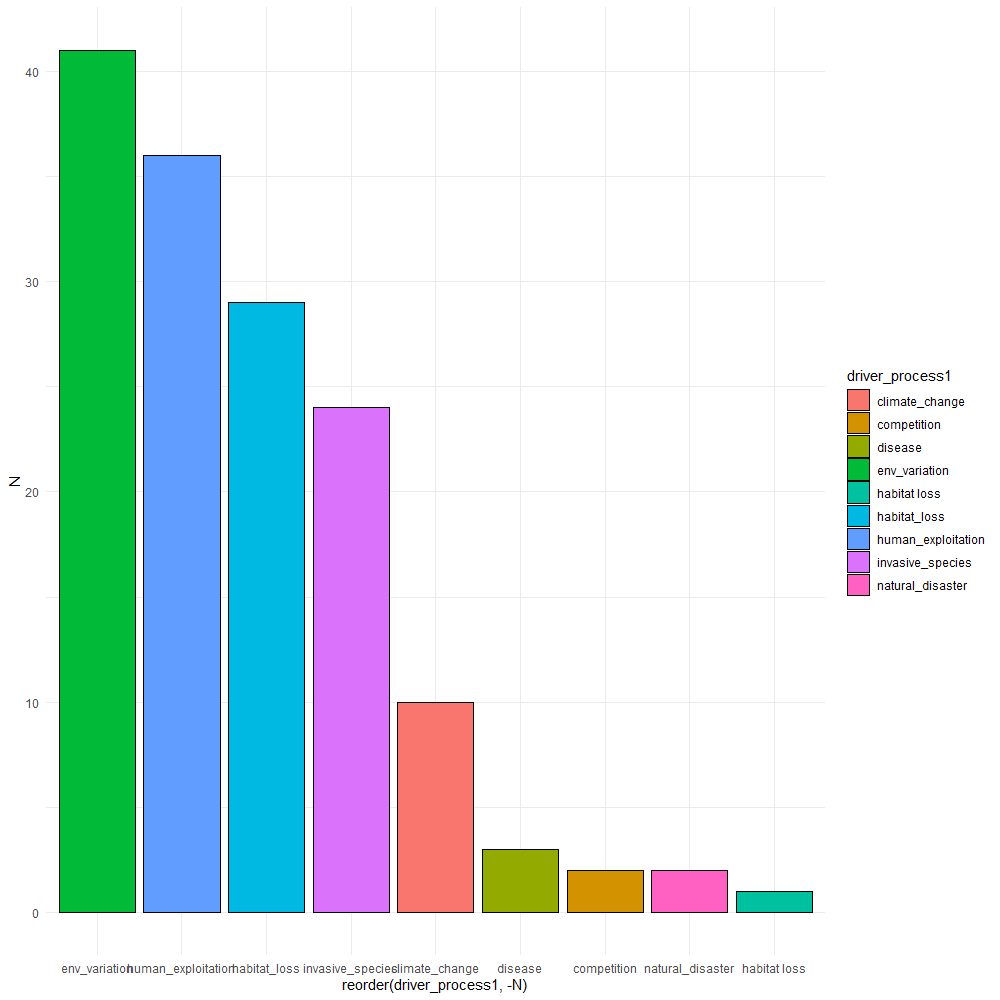 40
30
20
10
0
N
env_variation
human_exploitation
habitat_loss
invasive_species
climate_change
disease
competition
natural_disaster
habitat loss
reorder(driver_process1, -N)
driver_process1
climate_change
competition
disease
env_variation
habitat loss
habitat_loss
human_exploitation
invasive_species
natural_disaster